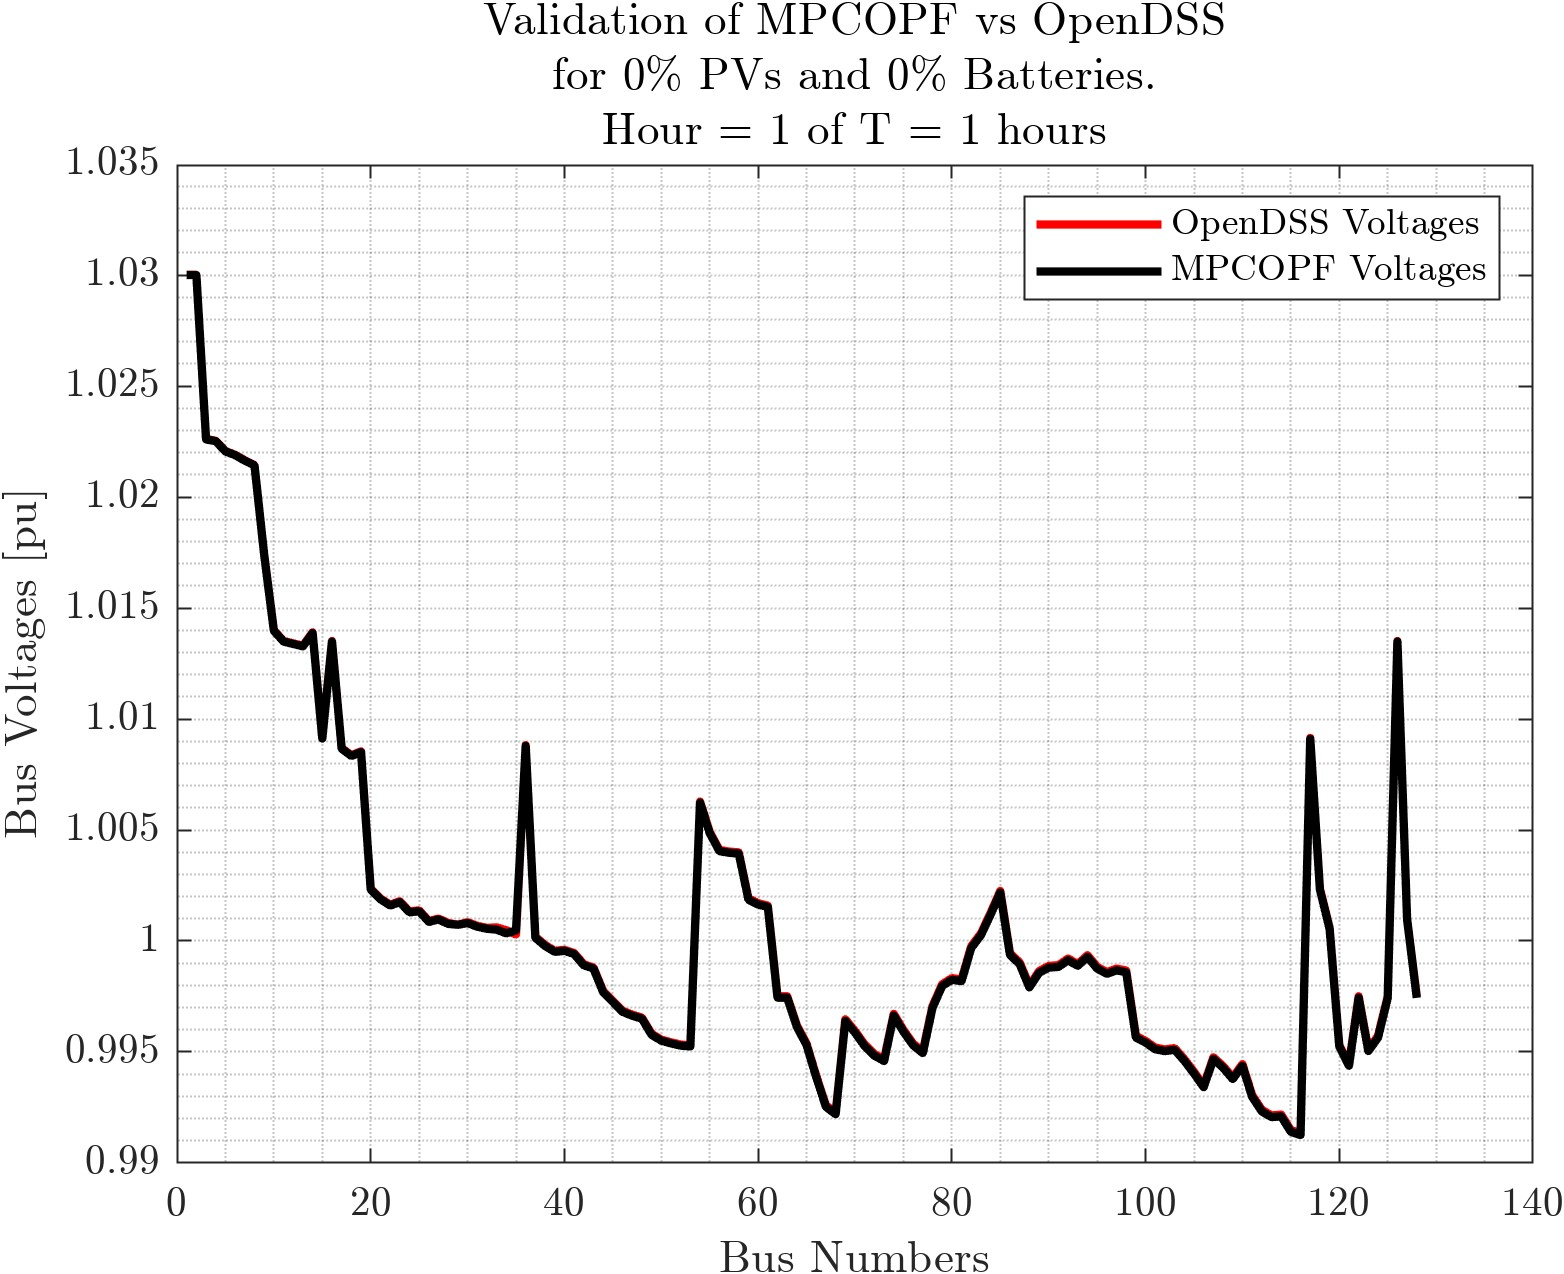 Validation of MPCOPF vs OpenDSS
for 0% PVs and 0% Batteries.
Hour = 1 of T = 1 hours
1.035
1.03
1.025
1.02
1.015
1.01
1.005
1
0.995
0.99
Bus Voltages [pu]
OpenDSS Voltages
MPCOPF Voltages
0 20 40 60 80 100 120 140
Bus Numbers